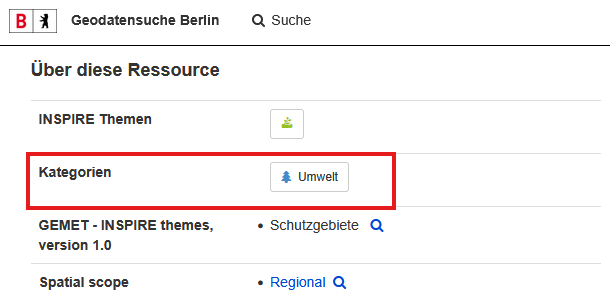 B Geodatensuche Berlin Suche
Über diese Ressource
INSPIRE Themen
Kategorien Umwelt
GEMET - INSPIRE themes, • Schutzgebiete
version 1.0
Spatial scope • Regional